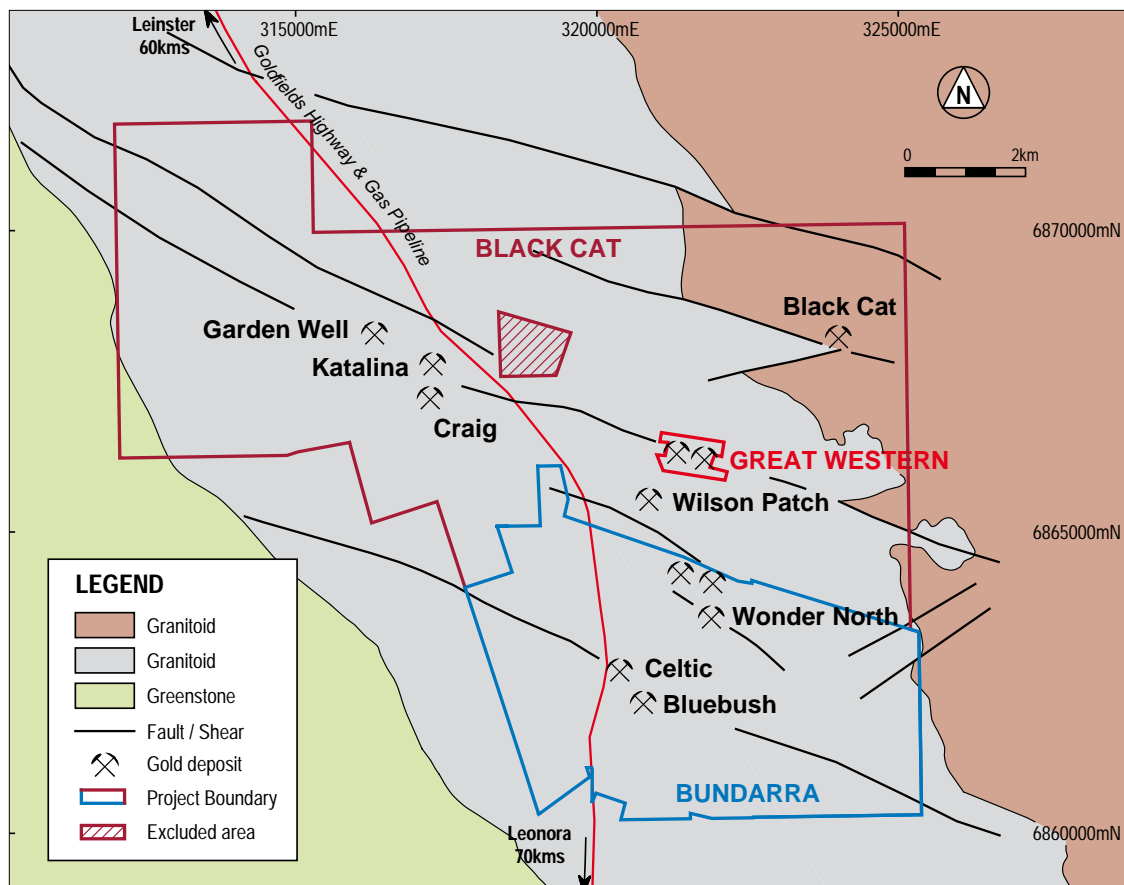 315000mE
320000mE
325000mE
Leinster
60kms
Goldfields Highway & Gas Pipeline
N
0 2km
6870000mN
BLACK CAT
Black Cat
Garden Well
Katalina
Craig
GREAT WESTERN
Wilson Patch
6865000mN
Wonder North
Celtic
Bluebush
BUNDARRA
6860000mN
Leonora
70kms
LEGEND
Granitoid
Granitoid
Greenstone
Fault / Shear
Gold deposit
Project Boundary
Excluded area